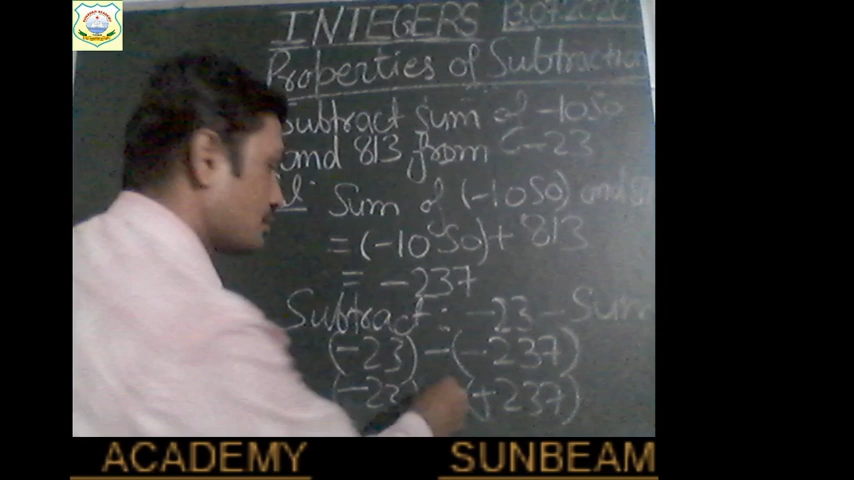 INTEGERS 13.07.2020
Properties of Subtraction
Subtract sum of -1050
and 813 from -23
Sum of (-1050) and
= (-1050) + 813
= -237
Subtract : -23 - Sum
(-23) - (-237)
(-23) (+237)
ACADEMY SUNBEAM